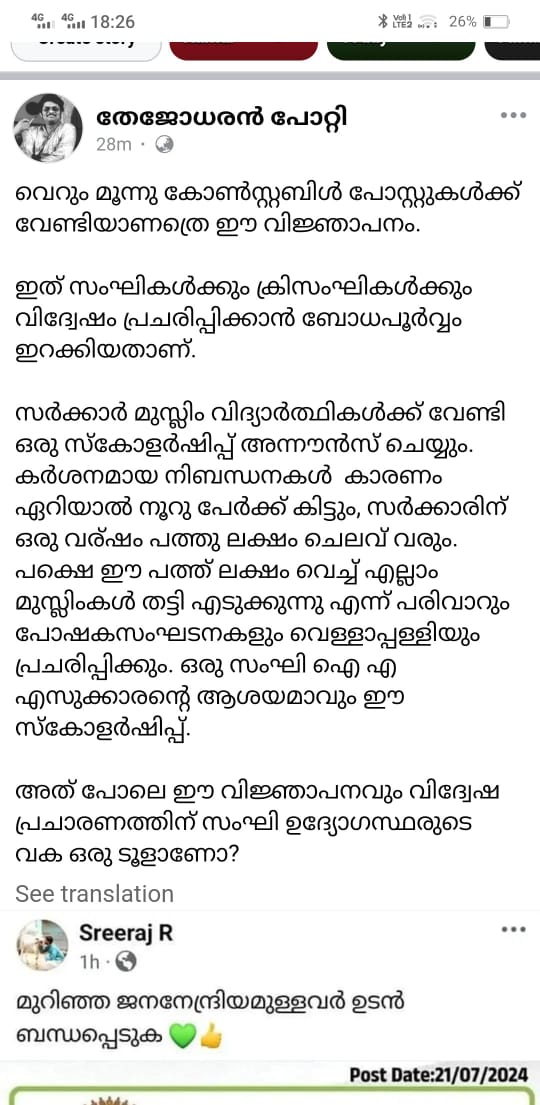 4G 4G 18:26 Vo)) 1 LTE2 26%
Create story
തേജോധരൻ പോറ്റി
28m ·
വെറും മൂന്നു കോൺസ്റ്റബിൾ പോസ്റ്റുകൾക്ക്
വേണ്ടിയാണത്രെ ഈ വിജ്ഞാപനം.
ഇത് സംഘികൾക്കും ക്രിസംഘികൾക്കും
വിദ്വേഷം പ്രചരിപ്പിക്കാൻ ബോധപൂർവ്വം
ഇറക്കിയതാണ്.
സർക്കാർ മുസ്ലിം വിദ്യാർത്ഥികൾക്ക് വേണ്ടി
ഒരു സ്കോളർഷിപ്പ് അന്നൗൻസ് ചെയ്യും.
കർശനമായ നിബന്ധനകൾ കാരണം
ഏറിയാൽ നൂറു പേർക്ക് കിട്ടും, സർക്കാരിന്
ഒരു വര്ഷം പത്തു ലക്ഷം ചെലവ് വരും.
പക്ഷെ ഈ പത്ത് ലക്ഷം വെച്ച് എല്ലാം
മുസ്ലിംകൾ തട്ടി എടുക്കുന്നു എന്ന് പരിവാറും
പോഷകസംഘടനകളും വെള്ളാപ്പള്ളിയും
പ്രചരിപ്പിക്കും. ഒരു സംഘി ഐ എ
എസുക്കാരന്റെ ആശയമാവും ഈ
സ്കോളർഷിപ്പ്.
അത് പോലെ ഈ വിജ്ഞാപനവും വിദ്വേഷ
പ്രചാരണത്തിന് സംഘി ഉദ്യോഗസ്ഥരുടെ
വക ഒരു ടൂളാണോ?
See translation
Sreeraj R
1h ·
മുറിഞ്ഞ ജനനേന്ദ്രിയമുള്ളവർ ഉടൻ
ബന്ധപ്പെടുക 💚👍
Post Date:21/07/2024